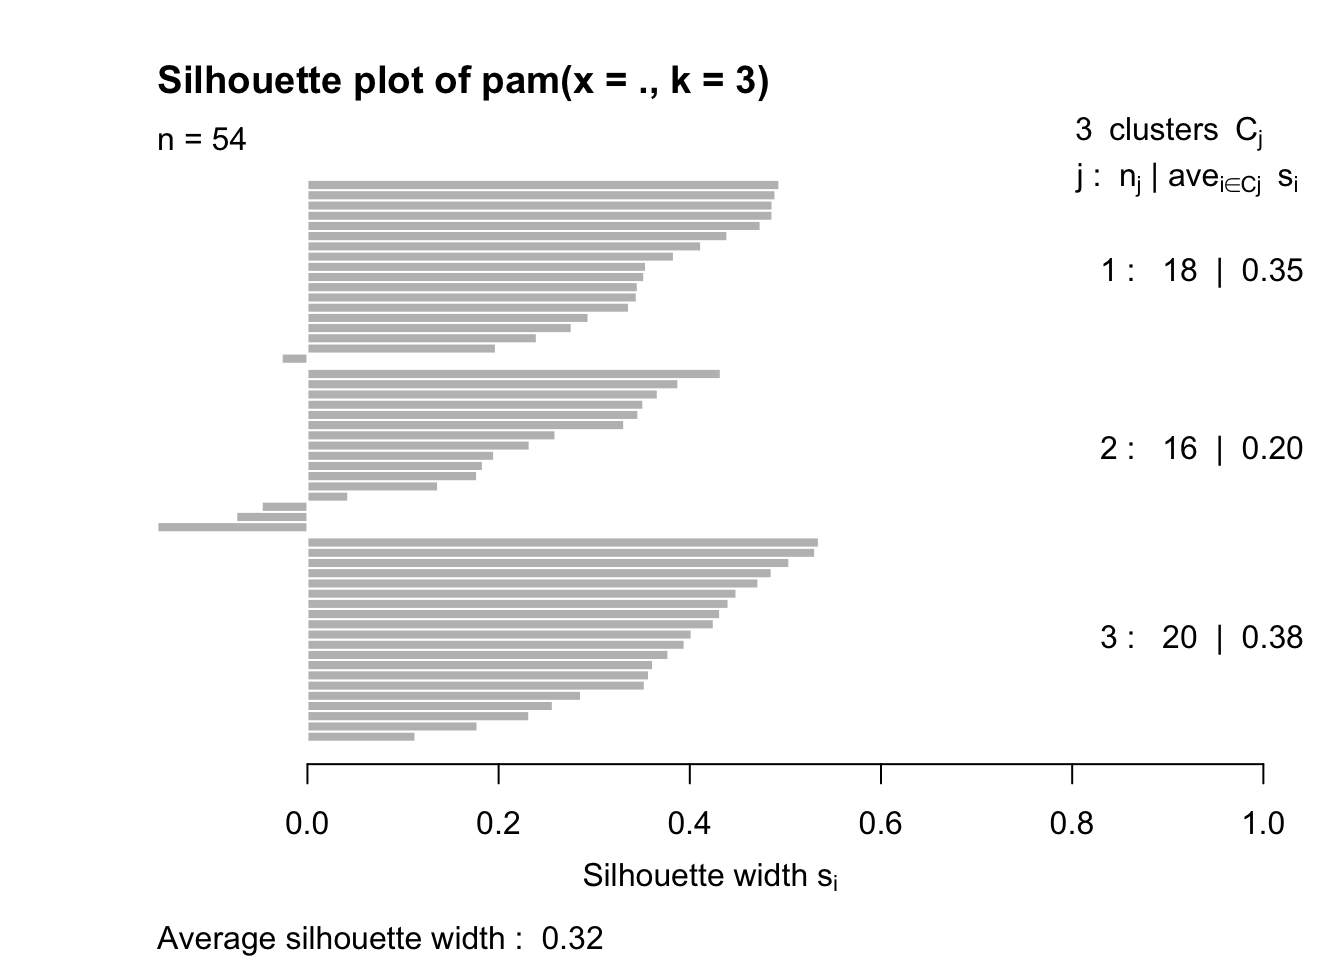 Silhouette plot of pam(x = ., k = 3)
n = 54
3 clusters Cj
j : nj | avei∈Cj si
1 : 18 | 0.35
2 : 16 | 0.20
3 : 20 | 0.38
0.0 0.2 0.4 0.6 0.8 1.0
Silhouette width si
Average silhouette width : 0.32